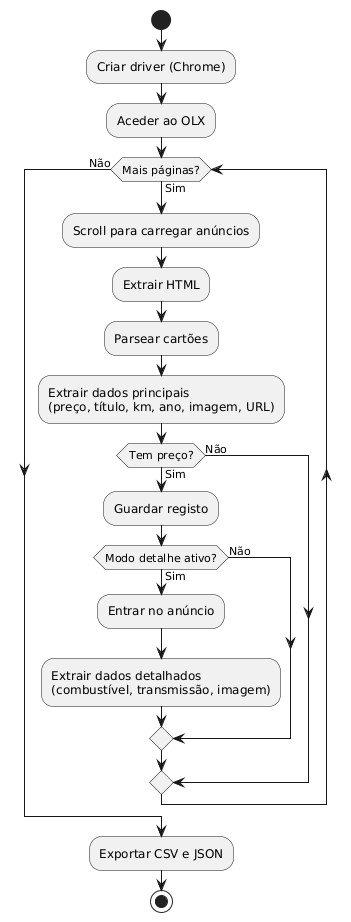 Criar driver (Chrome)
Aceder ao OLX
Não
Mais páginas?
Sim
Scroll para carregar anúncios
Extrair HTML
Parsear cartões
Extrair dados principais
(preço, título, km, ano, imagem, URL)
Tem preço?
Não
Sim
Guardar registo
Modo detalhe ativo?
Não
Sim
Entrar no anúncio
Extrair dados detalhados
(combustível, transmissão, imagem)
Exportar CSV e JSON